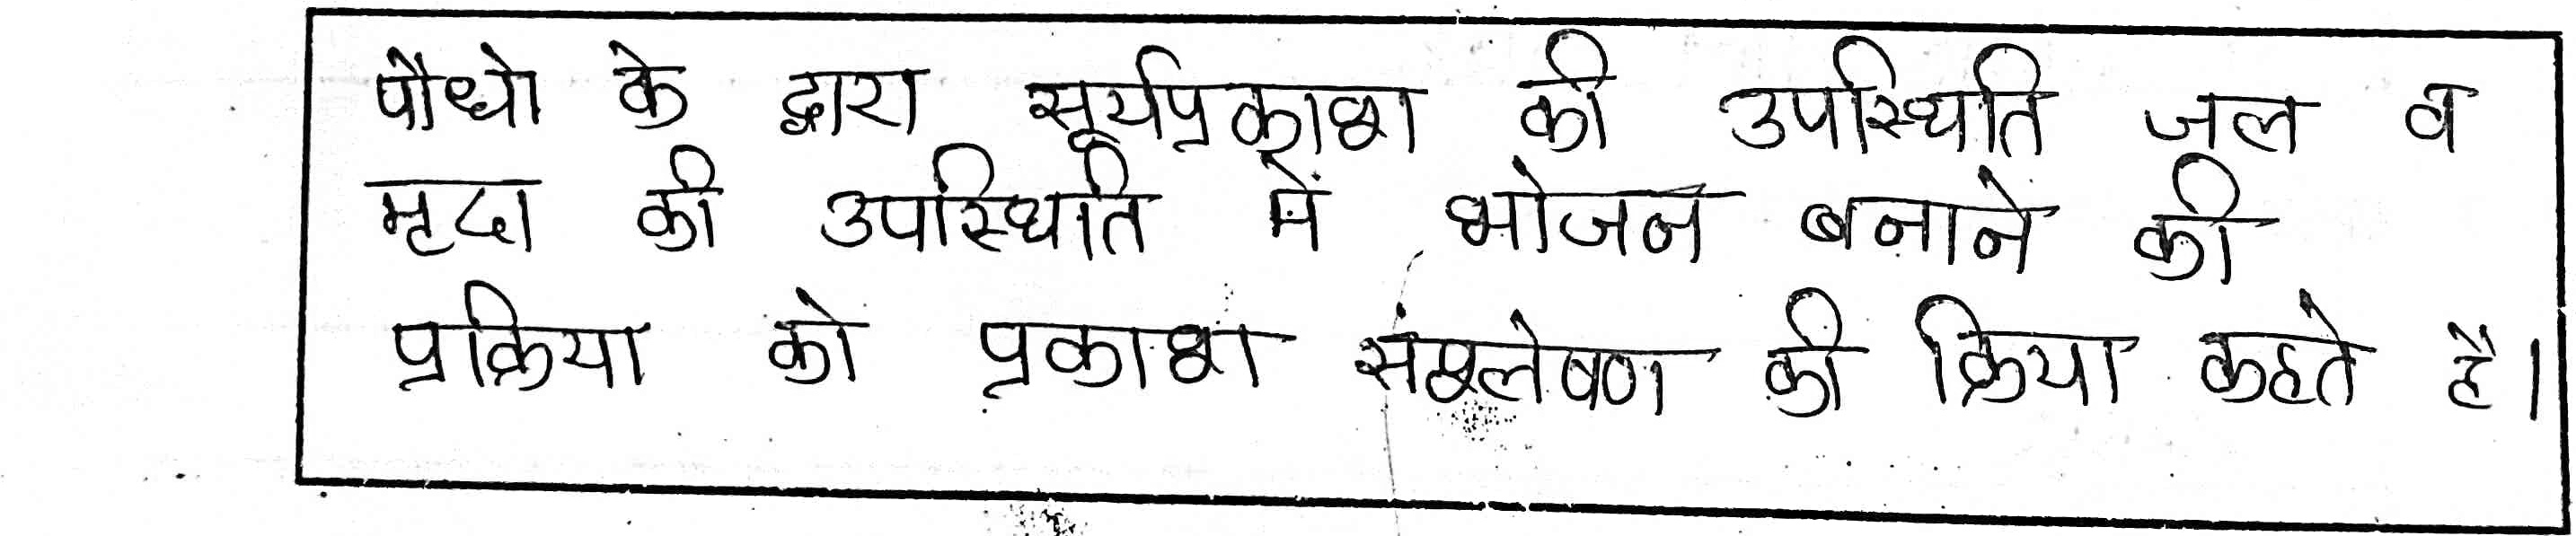 पौधो के द्वारा सूर्यप्रकाश की उपस्थिति जल व
मृदा की उपस्थिति में भोजन बनाने की
प्रक्रिया को प्रकाश संश्लेषण की क्रिया कहते है।